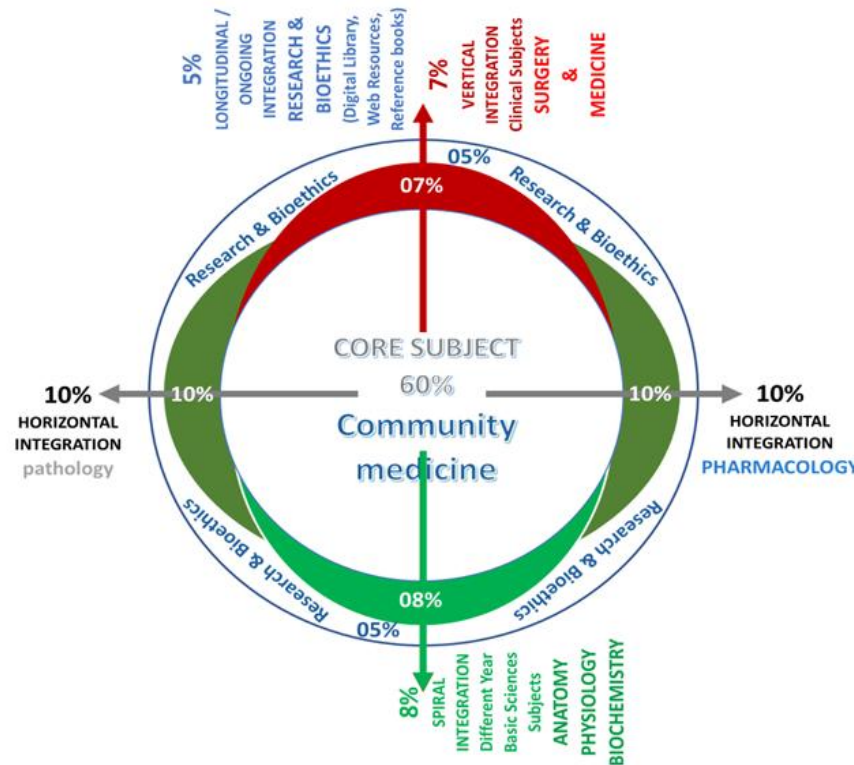 5%
LONGITUDINAL /
ONGOING
INTEGRATION
RESEARCH &
BIOETHICS
(Digital Library,
Web Resources,
Reference books)
7%
VERTICAL
INTEGRATION
Clinical Subjects
SURGERY
&
MEDICINE
05%
07%
Research & Bioethics
Research & Bioethics
CORE SUBJECT
60%
Community
medicine
10%
HORIZONTAL
INTEGRATION
pathology
10%
10%
10%
HORIZONTAL
INTEGRATION
PHARMACOLOGY
Research & Bioethics
Research & Bioethics
08%
05%
8%
SPIRAL
INTEGRATION
Different Year
Basic Sciences
Subjects
ANATOMY
PHYSIOLOGY
BIOCHEMISTRY